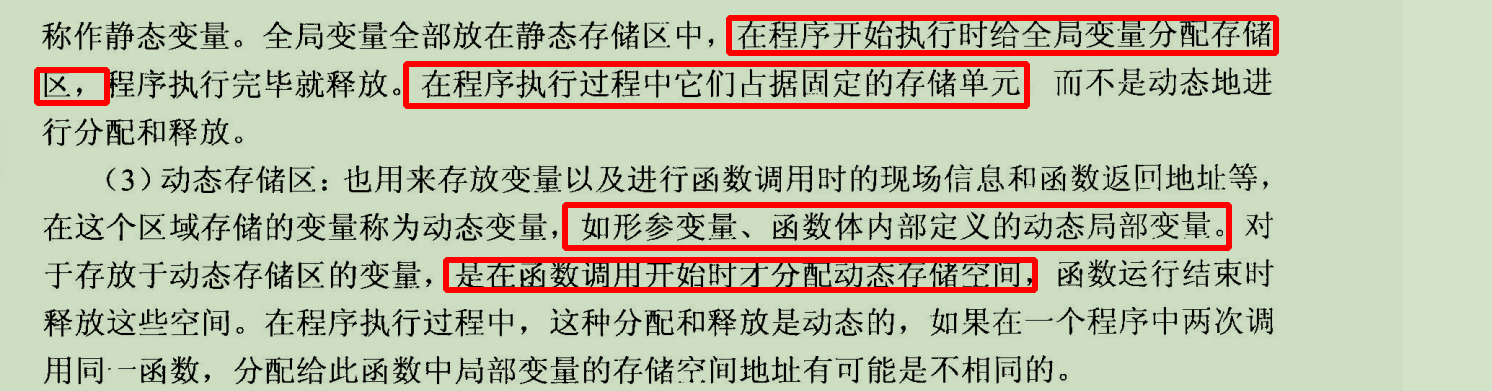 称作静态变量。全局变量全部放在静态存储区中，在程序开始执行时给全局变量分配存储
区，程序执行完毕就释放。在程序执行过程中它们占据固定的存储单元 而不是动态地进
行分配和释放。
（3）动态存储区：也用来存放变量以及进行函数调用时的现场信息和函数返回地址等，
在这个区域存储的变量称为动态变量，如形参变量、函数体内部定义的动态局部变量。对
于存放于动态存储区的变量，是在函数调用开始时才分配动态存储空间，函数运行结束时
释放这些空间。在程序执行过程中，这种分配和释放是动态的，如果在一个程序中两次调
用同一函数，分配给此函数中局部变量的存储空间地址有可能是不相同的。